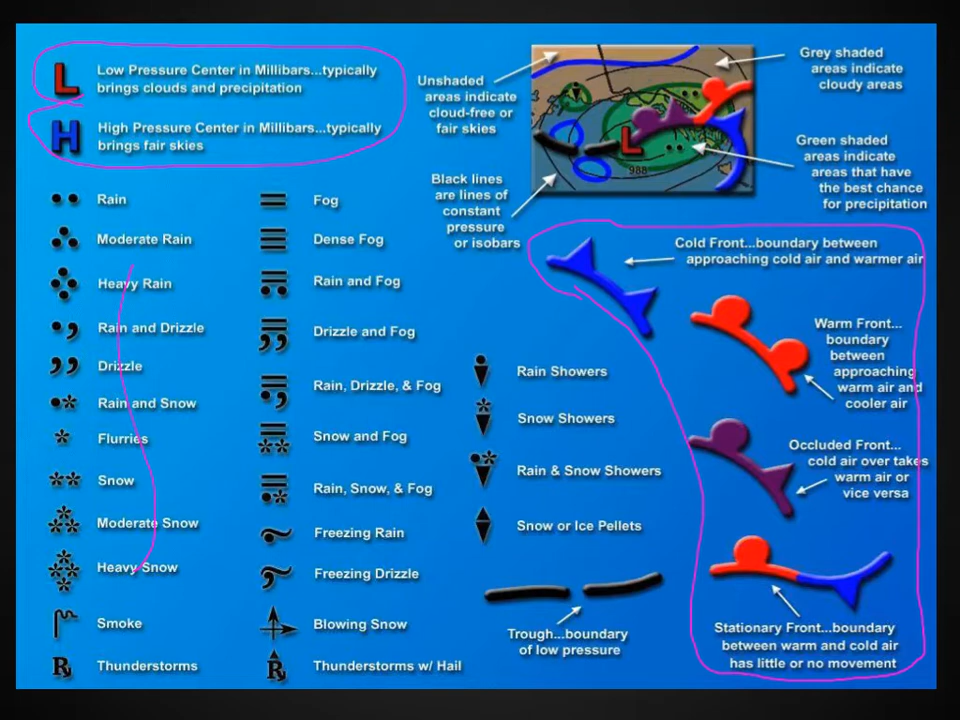 L
Low Pressure Center in Millibars...typically
brings clouds and precipitation
H
High Pressure Center in Millibars...typically
brings fair skies
Rain
Moderate Rain
Heavy Rain
Rain and Drizzle
Drizzle
Rain and Snow
Flurries
Snow
Moderate Snow
Heavy Snow
Smoke
Thunderstorms
Fog
Dense Fog
Rain and Fog
Drizzle and Fog
Rain, Drizzle, & Fog
Snow and Fog
Rain, Snow, & Fog
Freezing Rain
Freezing Drizzle
Blowing Snow
Thunderstorms w/ Hail
Unshaded
areas indicate
cloud-free or
fair skies
Black lines
are lines of
constant
pressure
or isobars
L
988
Grey shaded
areas indicate
cloudy areas
Green shaded
areas indicate
areas that have
the best chance
for precipitation
Rain Showers
Snow Showers
Rain & Snow Showers
Snow or Ice Pellets
Trough...boundary
of low pressure
Cold Front...boundary between
approaching cold air and warmer air
Warm Front...
boundary
between
approaching
warm air and
cooler air
Occluded Front...
cold air over takes
warm air or
vice versa
Stationary Front...boundary
between warm and cold air
has little or no movement